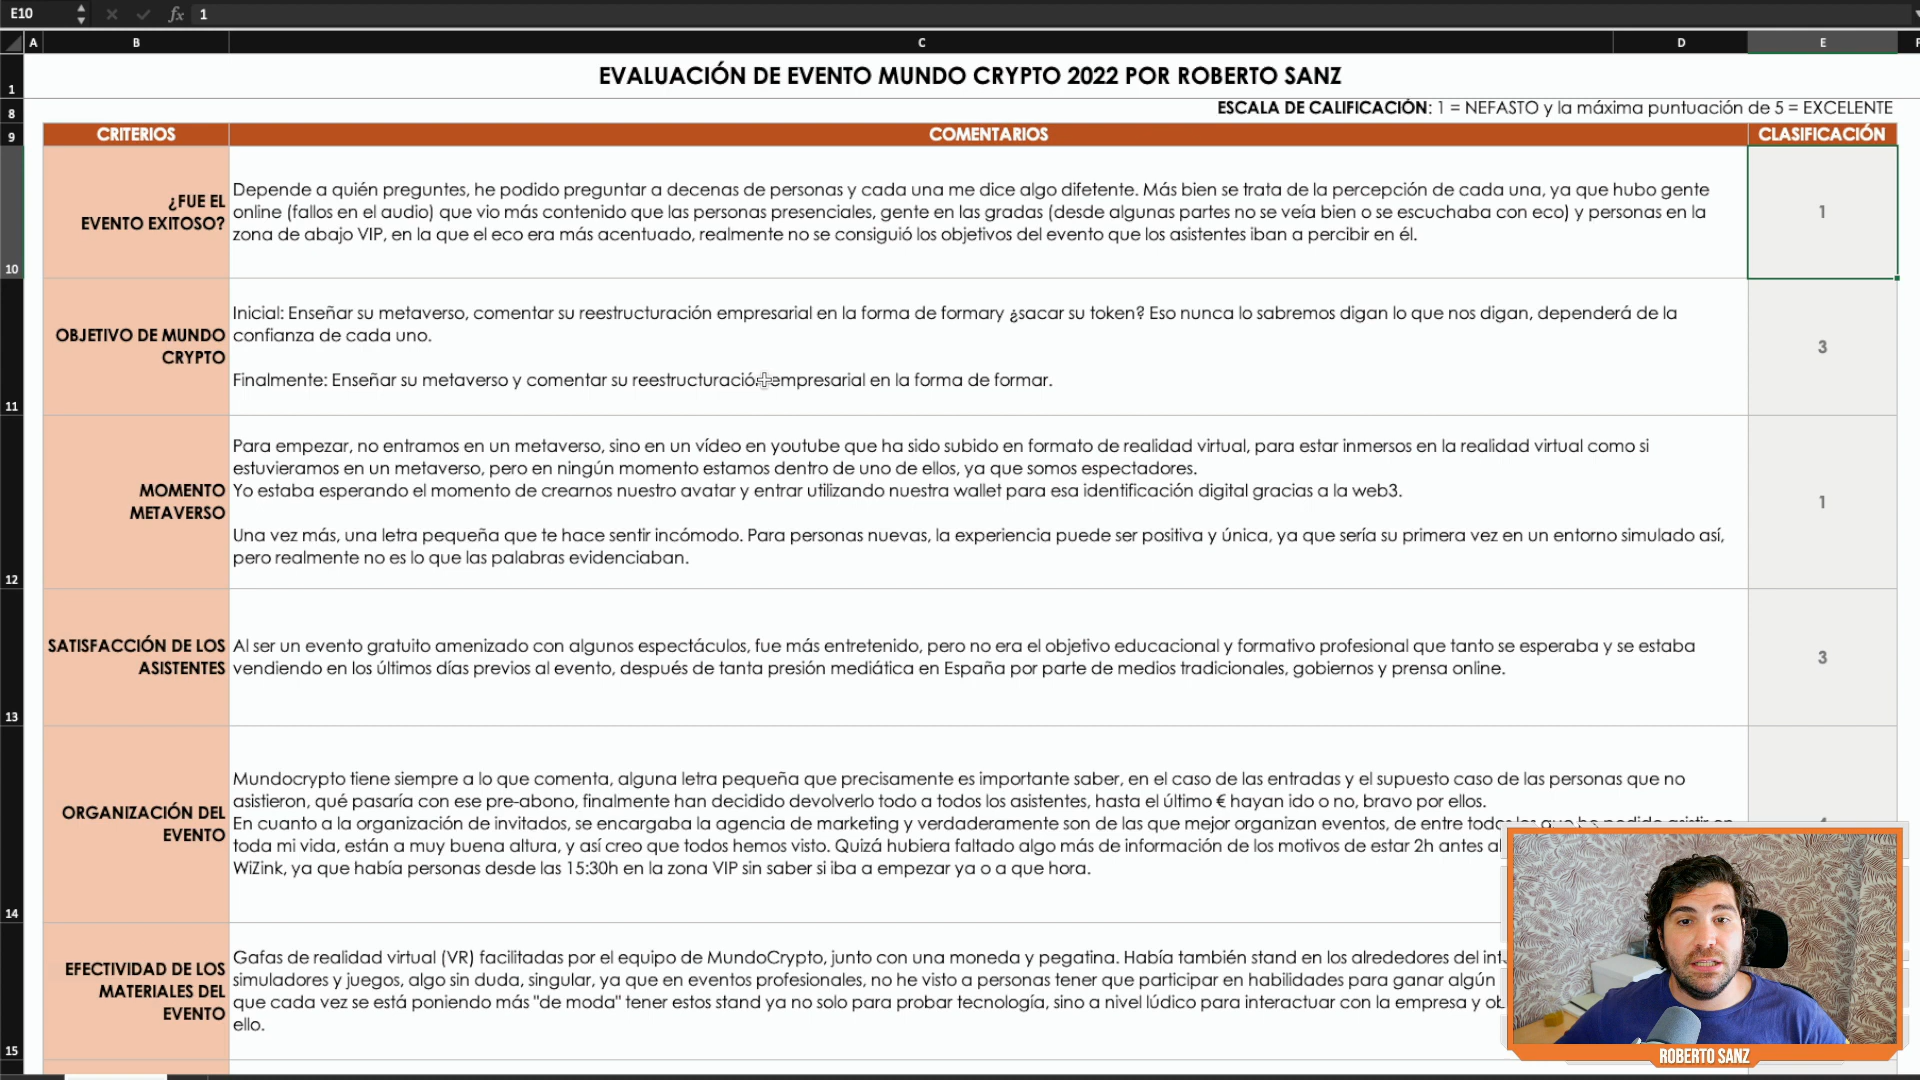 E10
fx 1
A B C D E F
1 EVALUACIÓN DE EVENTO MUNDO CRYPTO 2022 POR ROBERTO SANZ
8 ESCALA DE CALIFICACIÓN: 1 = NEFASTO y la máxima puntuación de 5 = EXCELENTE
9 CRITERIOS COMENTARIOS CLASIFICACIÓN
¿FUE EL
EVENTO EXITOSO?
Depende a quién preguntes, he podido preguntar a decenas de personas y cada una me dice algo difetente. Más bien se trata de la percepción de cada una, ya que hubo gente
online (fallos en el audio) que vio más contenido que las personas presenciales, gente en las gradas (desde algunas partes no se veía bien o se escuchaba con eco) y personas en la
zona de abajo VIP, en la que el eco era más acentuado, realmente no se consiguió los objetivos del evento que los asistentes iban a percibir en él.
1
10
OBJETIVO DE MUNDO
CRYPTO
Inicial: Enseñar su metaverso, comentar su reestructuración empresarial en la forma de formary ¿sacar su token? Eso nunca lo sabremos digan lo que nos digan, dependerá de la
confianza de cada uno.
Finalmente: Enseñar su metaverso y comentar su reestructuración empresarial en la forma de formar.
3
11
MOMENTO
METAVERSO
Para empezar, no entramos en un metaverso, sino en un vídeo en youtube que ha sido subido en formato de realidad virtual, para estar inmersos en la realidad virtual como si
estuvieramos en un metaverso, pero en ningún momento estamos dentro de uno de ellos, ya que somos espectadores.
Yo estaba esperando el momento de crearnos nuestro avatar y entrar utilizando nuestra wallet para esa identificación digital gracias a la web3.
Una vez más, una letra pequeña que te hace sentir incómodo. Para personas nuevas, la experiencia puede ser positiva y única, ya que sería su primera vez en un entorno simulado así,
pero realmente no es lo que las palabras evidenciaban.
1
12
SATISFACCIÓN DE LOS
ASISTENTES
Al ser un evento gratuito amenizado con algunos espectáculos, fue más entretenido, pero no era el objetivo educacional y formativo profesional que tanto se esperaba y se estaba
vendiendo en los últimos días previos al evento, después de tanta presión mediática en España por parte de medios tradicionales, gobiernos y prensa online.
3
13
ORGANIZACIÓN DEL
EVENTO
Mundocrypto tiene siempre a lo que comenta, alguna letra pequeña que precisamente es importante saber, en el caso de las entradas y el supuesto caso de las personas que no
asistieron, qué pasaría con ese pre-abono, finalmente han decidido devolverlo todo a todos los asistentes, hasta el último € hayan ido o no, bravo por ellos.
En cuanto a la organización de invitados, se encargaba la agencia de marketing y verdaderamente son de las que mejor organizan eventos, de entre todos los que he podido asistir en
toda mi vida, están a muy buena altura, y así creo que todos hemos visto. Quizá hubiera faltado algo más de información de los motivos de estar 2h antes al
WiZink, ya que había personas desde las 15:30h en la zona VIP sin saber si iba a empezar ya o a que hora.
14
EFECTIVIDAD DE LOS
MATERIALES DEL
EVENTO
Gafas de realidad virtual (VR) facilitadas por el equipo de MundoCrypto, junto con una moneda y pegatina. Había también stand en los alrededores del
simuladores y juegos, algo sin duda, singular, ya que en eventos profesionales, no he visto a personas tener que participar en habilidades para ganar algún
que cada vez se está poniendo más "de moda" tener estos stand ya no solo para probar tecnología, sino a nivel lúdico para interactuar con la empresa y
ello.
15
ROBERTO SANZ